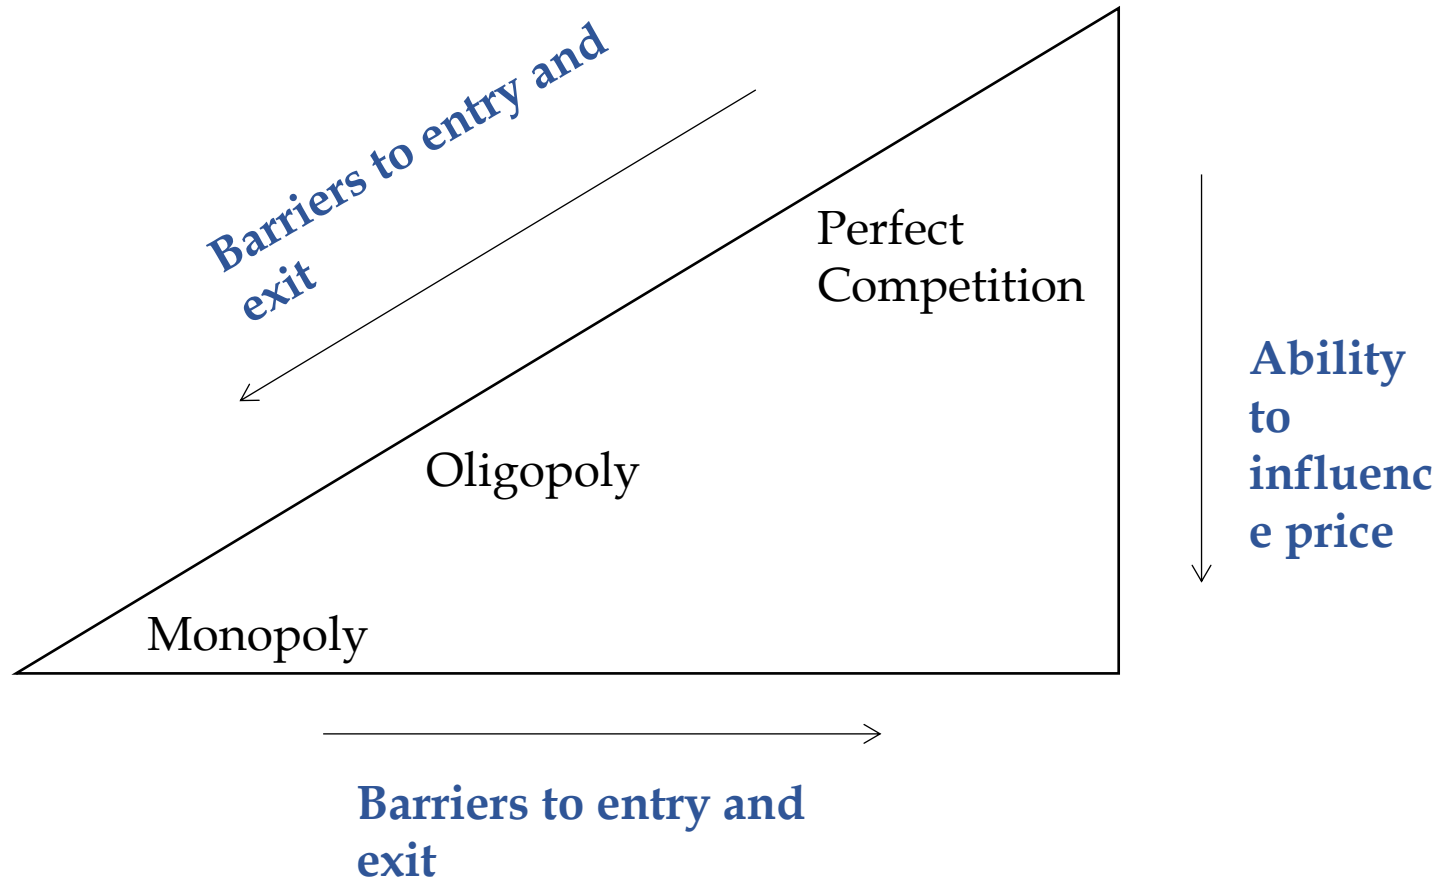 Barriers to entry and
exit
Perfect
Competition
Ability
to
influenc
e price
Oligopoly
Monopoly
Barriers to entry and
exit